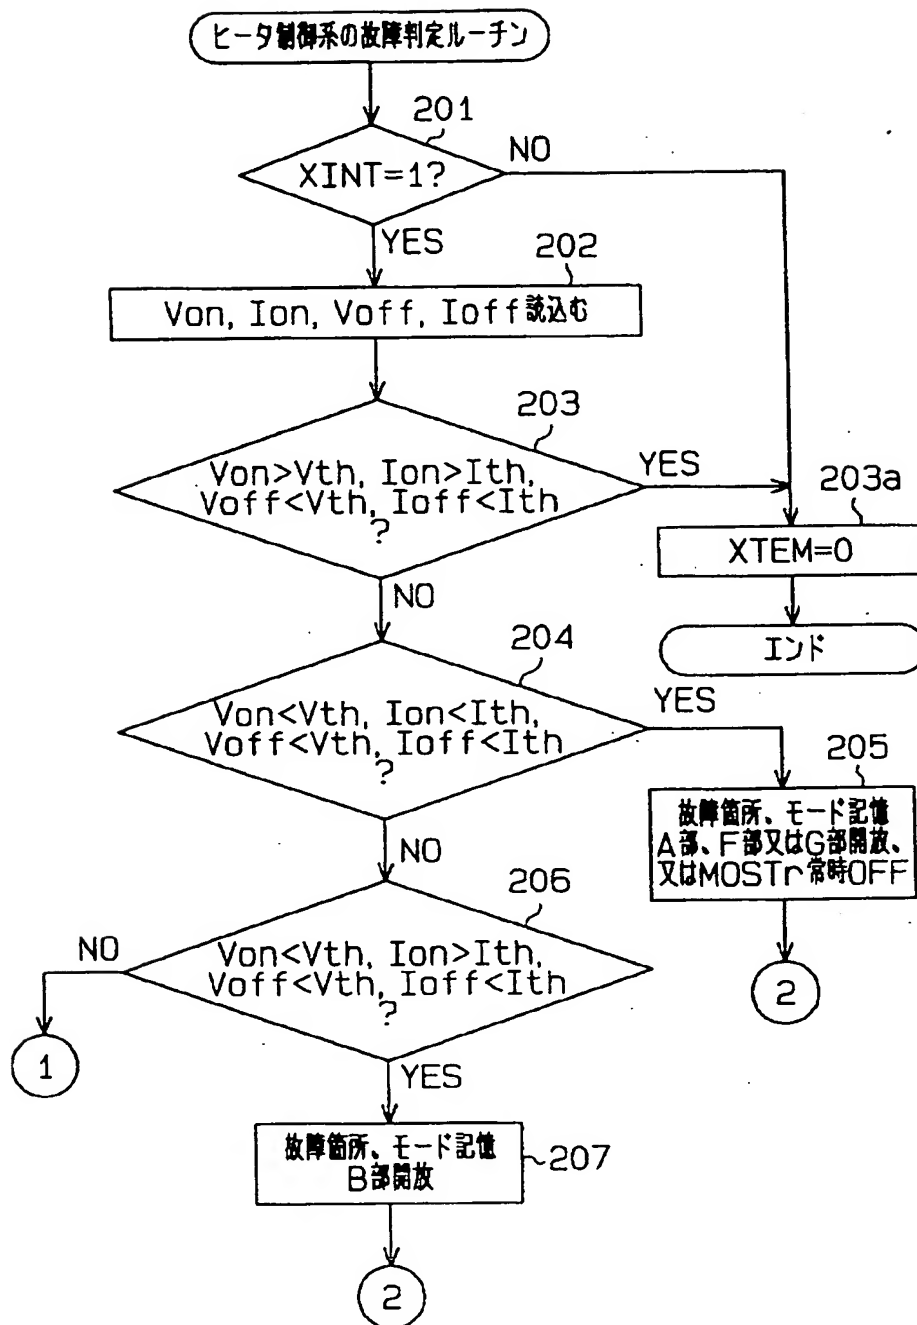 ヒータ制御系の故障判定ルーチン
201
XINT=1?
NO
YES
202
Von, Ion, Voff, Ioff読込む
203
Von>Vth, Ion>Ith,
Voff<Vth, Ioff<Ith
?
YES
203a
XTEM=0
エンド
NO
204
Von<Vth, Ion<Ith,
Voff<Vth, Ioff<Ith
?
YES
205
故障箇所、モード記憶
A部、F部又はG部開放、
又はMOSTr常時OFF
2
NO
206
Von<Vth, Ion>Ith,
Voff<Vth, Ioff<Ith
?
NO
1
YES
故障箇所、モード記憶
B部開放
207
2